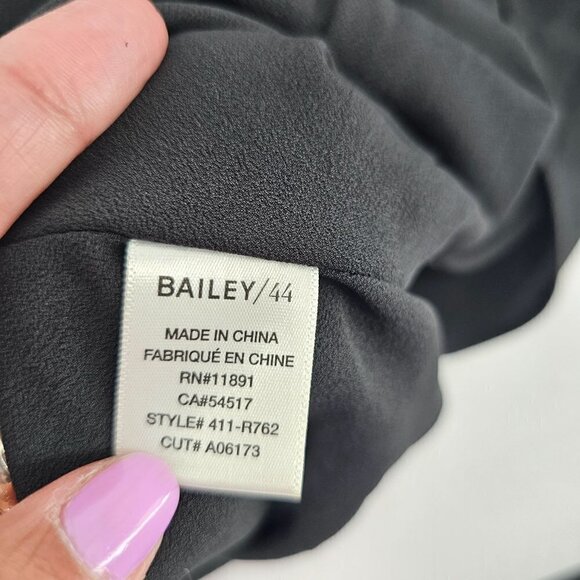 BAILEY/44
MADE IN CHINA
FABRIQUÉ EN CHINE
RN#11891
CA#54517
STYLE# 411-R762
CUT# A06173